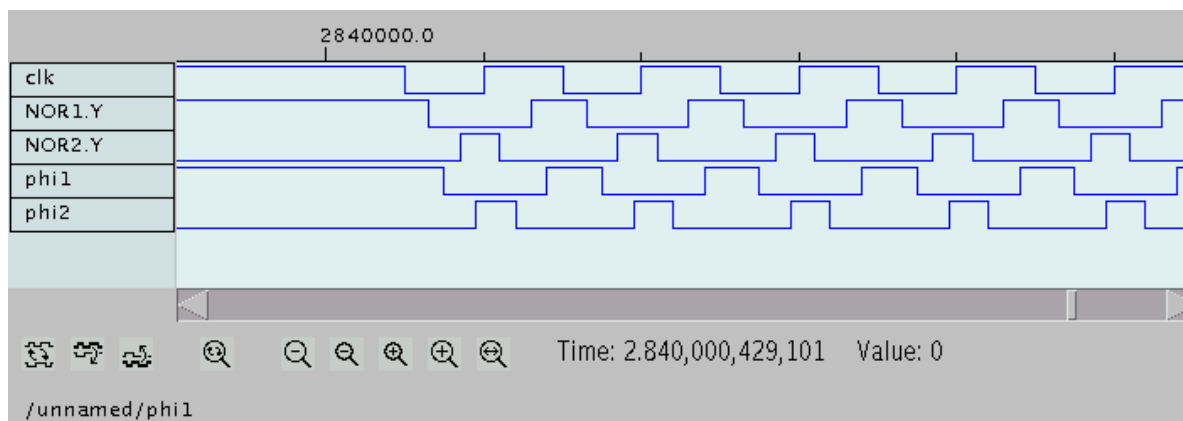 2840000.0
clk
NOR1.Y
NOR2.Y
phi1
phi2
Time: 2.840,000,429,101 Value: 0
/unnamed/phi1